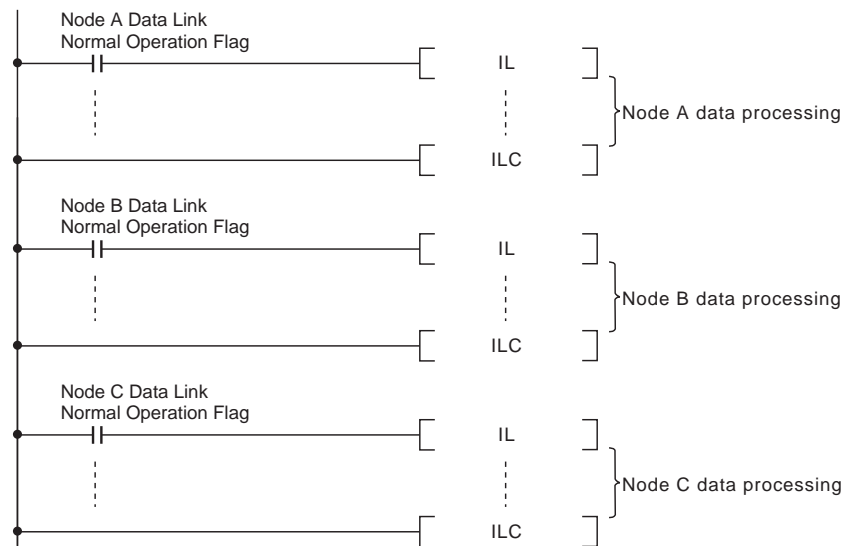 Node A Data Link
Normal Operation Flag
IL
Node A data processing
ILC
Node B Data Link
Normal Operation Flag
IL
Node B data processing
ILC
Node C Data Link
Normal Operation Flag
IL
Node C data processing
ILC